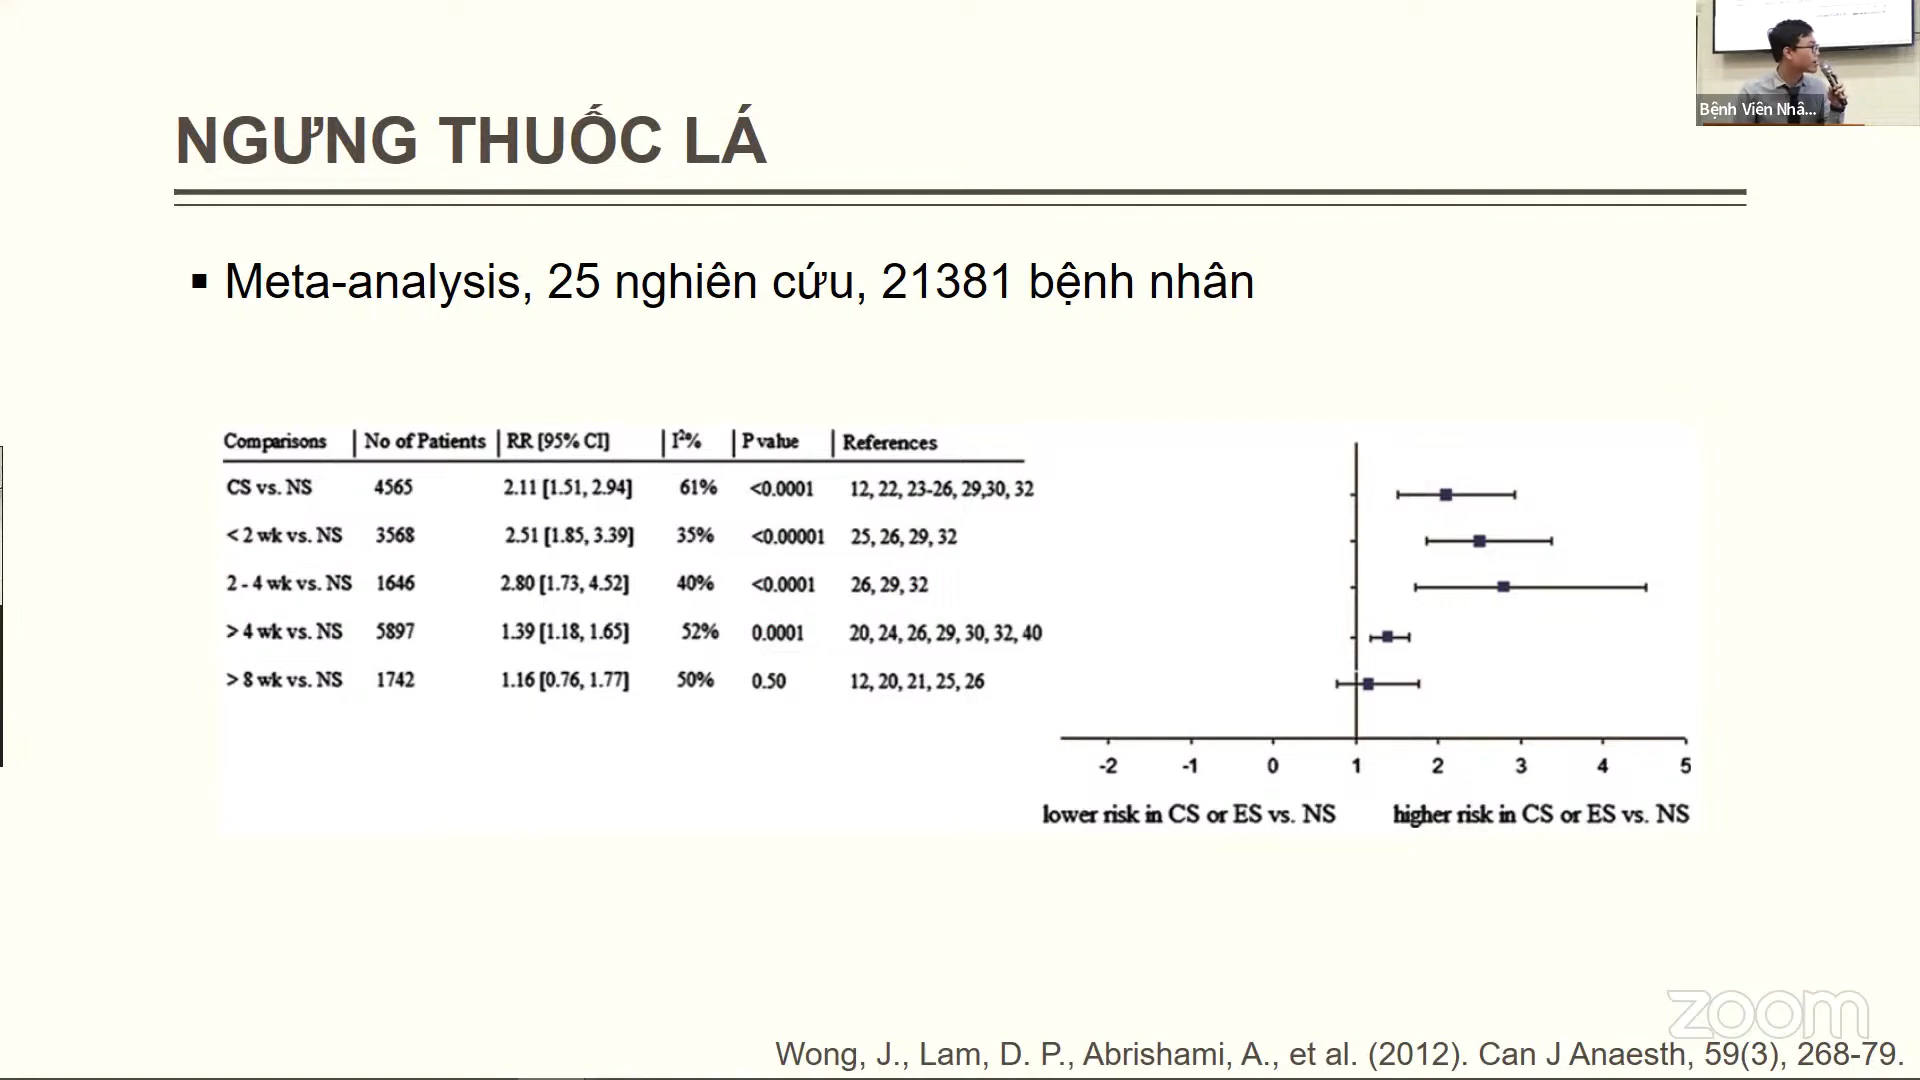 Bệnh Viện Nhâ...
NGƯNG THUỐC LÁ
▪ Meta-analysis, 25 nghiên cứu, 21381 bệnh nhân
Comparisons | No of Patients | RR [95% CI] | I²% | P value | References
CS vs. NS 4565 2.11 [1.51, 2.94] 61% <0.0001 12, 22, 23-26, 29,30, 32
< 2 wk vs. NS 3568 2.51 [1.85, 3.39] 35% <0.00001 25, 26, 29, 32
2 - 4 wk vs. NS 1646 2.80 [1.73, 4.52] 40% <0.0001 26, 29, 32
> 4 wk vs. NS 5897 1.39 [1.18, 1.65] 52% 0.0001 20, 24, 26, 29, 30, 32, 40
> 8 wk vs. NS 1742 1.16 [0.76, 1.77] 50% 0.50 12, 20, 21, 25, 26
-2 -1 0 1 2 3 4 5
lower risk in CS or ES vs. NS higher risk in CS or ES vs. NS
zoom
Wong, J., Lam, D. P., Abrishami, A., et al. (2012). Can J Anaesth, 59(3), 268-79.